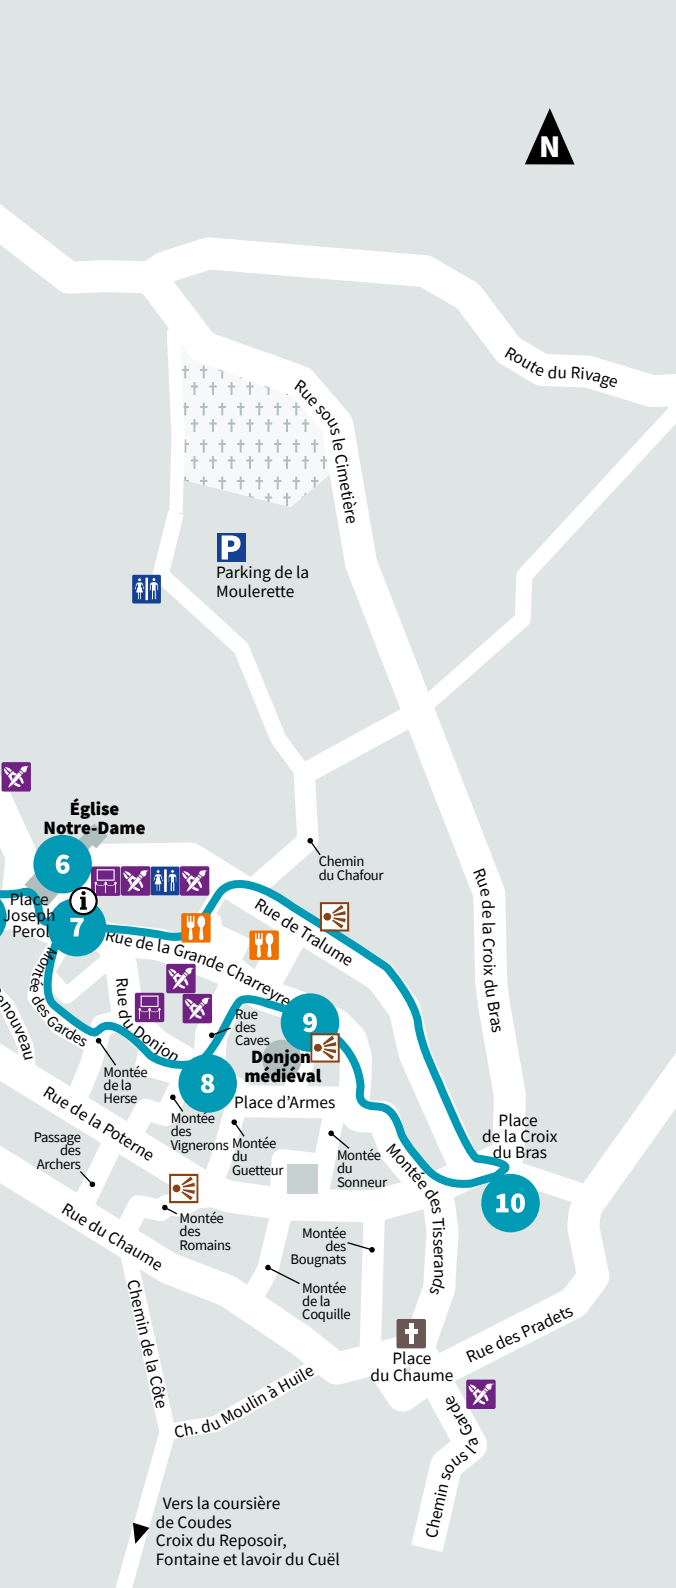 N
Route du Rivage
Rue sous le Cimetière
P
Parking de la
Moulerette
Église
Notre-Dame
6
Chemin
du Chafour
i
Place
Joseph
Perol
7
Rue de la Croix du Bras
Rue de Tralume
Rue de la Grande Charreyre
Montée des Gardes
Rue du Donjon
Rue
des
Caves
9
Donjon
médiéval
8
Montée
de la
Herse
Place d'Armes
Rue de la Poterne
Montée
des
Vignerons
Montée
du
Guetteur
Montée
du
Sonneur
Place
de la Croix
du Bras
10
Passage
des
Archers
Montée des Tisserands
Montée
des
Romains
Rue du Chaume
Montée
des
Bougnats
Montée
de la
Coquille
Chemin de la Côte
Place
du Chaume
Rue des Pradets
Ch. du Moulin à Huile
Chemin sous la Garde
Vers la coursière
de Coudes
Croix du Reposoir,
Fontaine et lavoir du Cuël